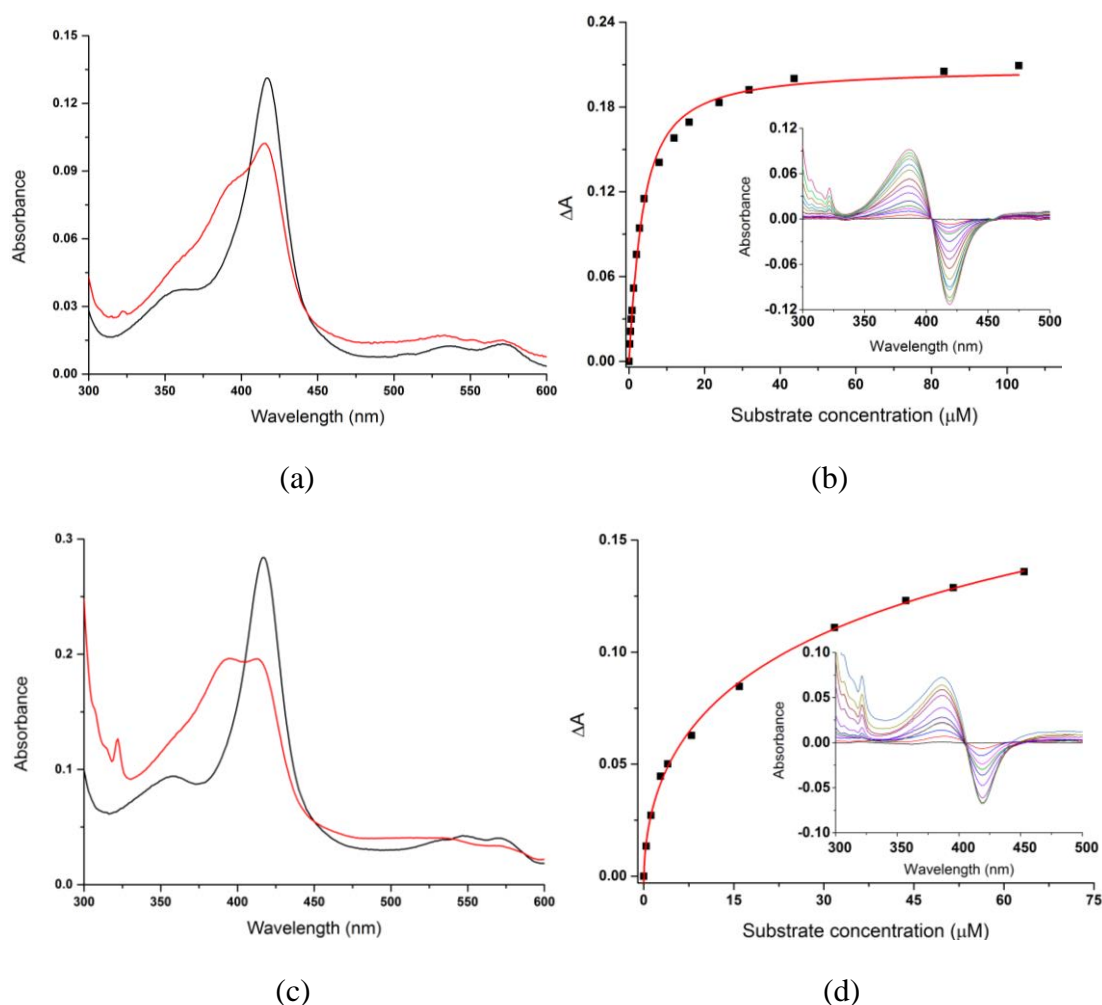 0.15
0.12
0.09
0.06
0.03
0.00
Absorbance
300 350 400 450 500 550 600
Wavelength (nm)
(a)
0.24
0.18
0.12
0.06
0.00
ΔA
0 20 40 60 80 100
Substrate concentration (μM)
0.12
0.06
0.00
-0.06
-0.12
Absorbance
300 350 400 450 500
Wavelength (nm)
(b)
0.3
0.2
0.1
0.0
Absorbance
300 350 400 450 500 550 600
Wavelength (nm)
(c)
0.15
0.10
0.05
0.00
ΔA
0 15 30 45 60 75
Substrate concentration (μM)
0.10
0.05
0.00
-0.05
-0.10
Absorbance
300 350 400 450 500
Wavelength (nm)
(d)